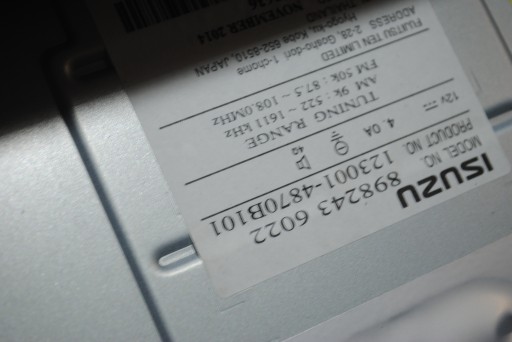 ISUZU
MODEL NO. 898243 6022
PRODUCT NO. 123001-4870B101
12V 4.0A 4Ω
TUNING RANGE
AM 9k : 522 ~ 1611 kHz
FM 50k : 87.5 ~ 108.0MHz
FUJITSU TEN LIMITED
ADDRESS 2-28, Gosho-dori 1-chome
Hyogo-ku, Kobe 652-8510, JAPAN
THAILAND
NOVEMBER 2014